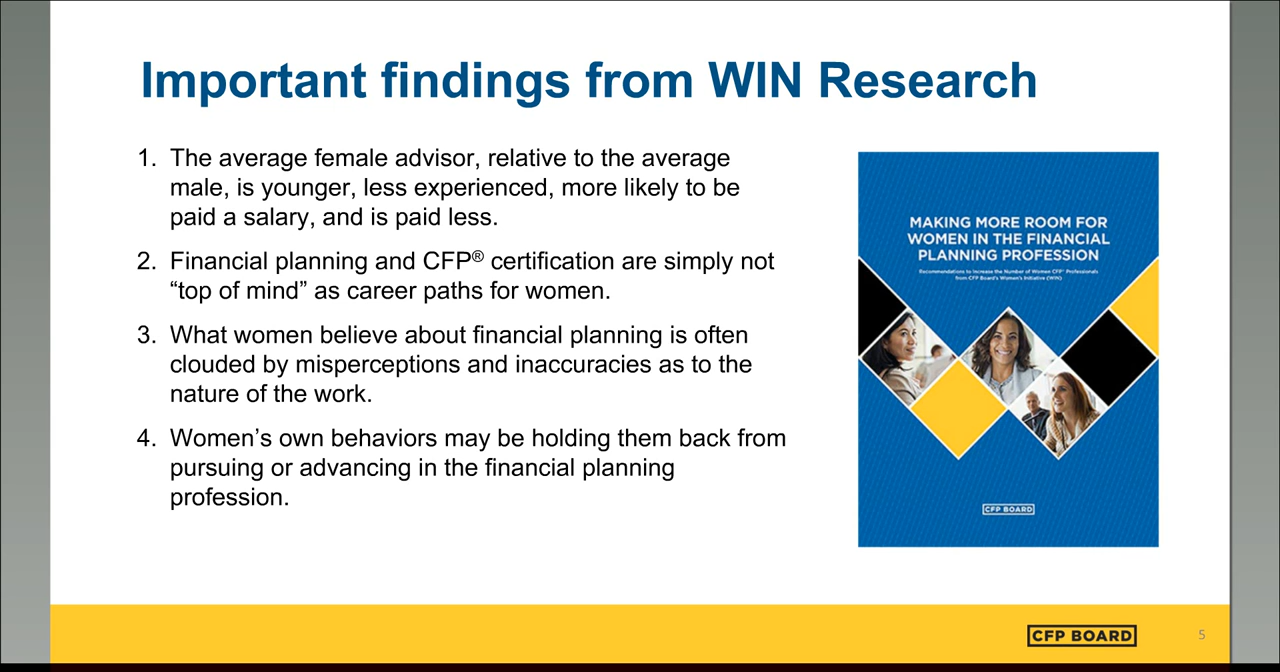 Important findings from WIN Research
1. The average female advisor, relative to the average
male, is younger, less experienced, more likely to be
paid a salary, and is paid less.
2. Financial planning and CFP® certification are simply not
“top of mind” as career paths for women.
3. What women believe about financial planning is often
clouded by misperceptions and inaccuracies as to the
nature of the work.
4. Women’s own behaviors may be holding them back from
pursuing or advancing in the financial planning
profession.
MAKING MORE ROOM FOR
WOMEN IN THE FINANCIAL
PLANNING PROFESSION
Recommendations to Increase the Number of Women CFP® Professionals
from CFP Board's Women's Initiative (WIN)
CFP BOARD
CFP BOARD
5